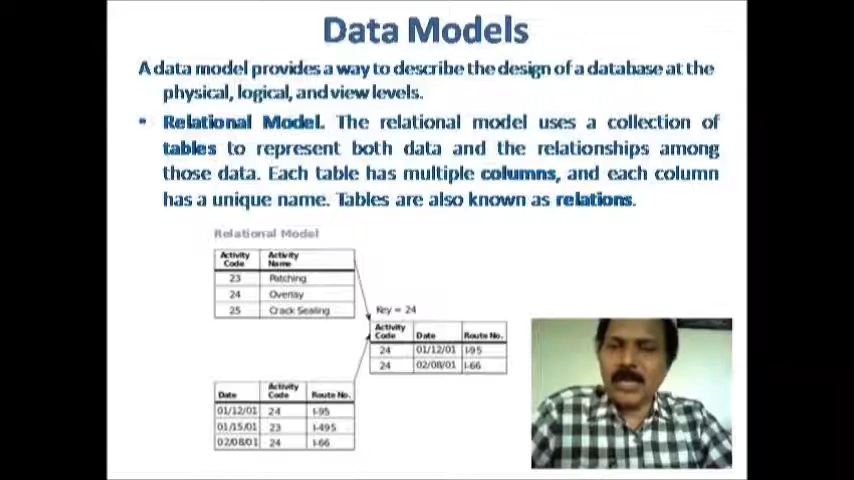 Data Models
A data model provides a way to describe the design of a database at the
physical, logical, and view levels.
• Relational Model. The relational model uses a collection of
tables to represent both data and the relationships among
those data. Each table has multiple columns, and each column
has a unique name. Tables are also known as relations.
Relational Model
Activity Code Activity Name
23 Patching
24 Overlay
25 Crack Sealing
Key = 24
Activity Code Date Route No.
24 01/12/01 I-95
24 02/08/01 I-66
Date Activity Code Route No.
01/12/01 24 I-95
01/15/01 23 I-495
02/08/01 24 I-66